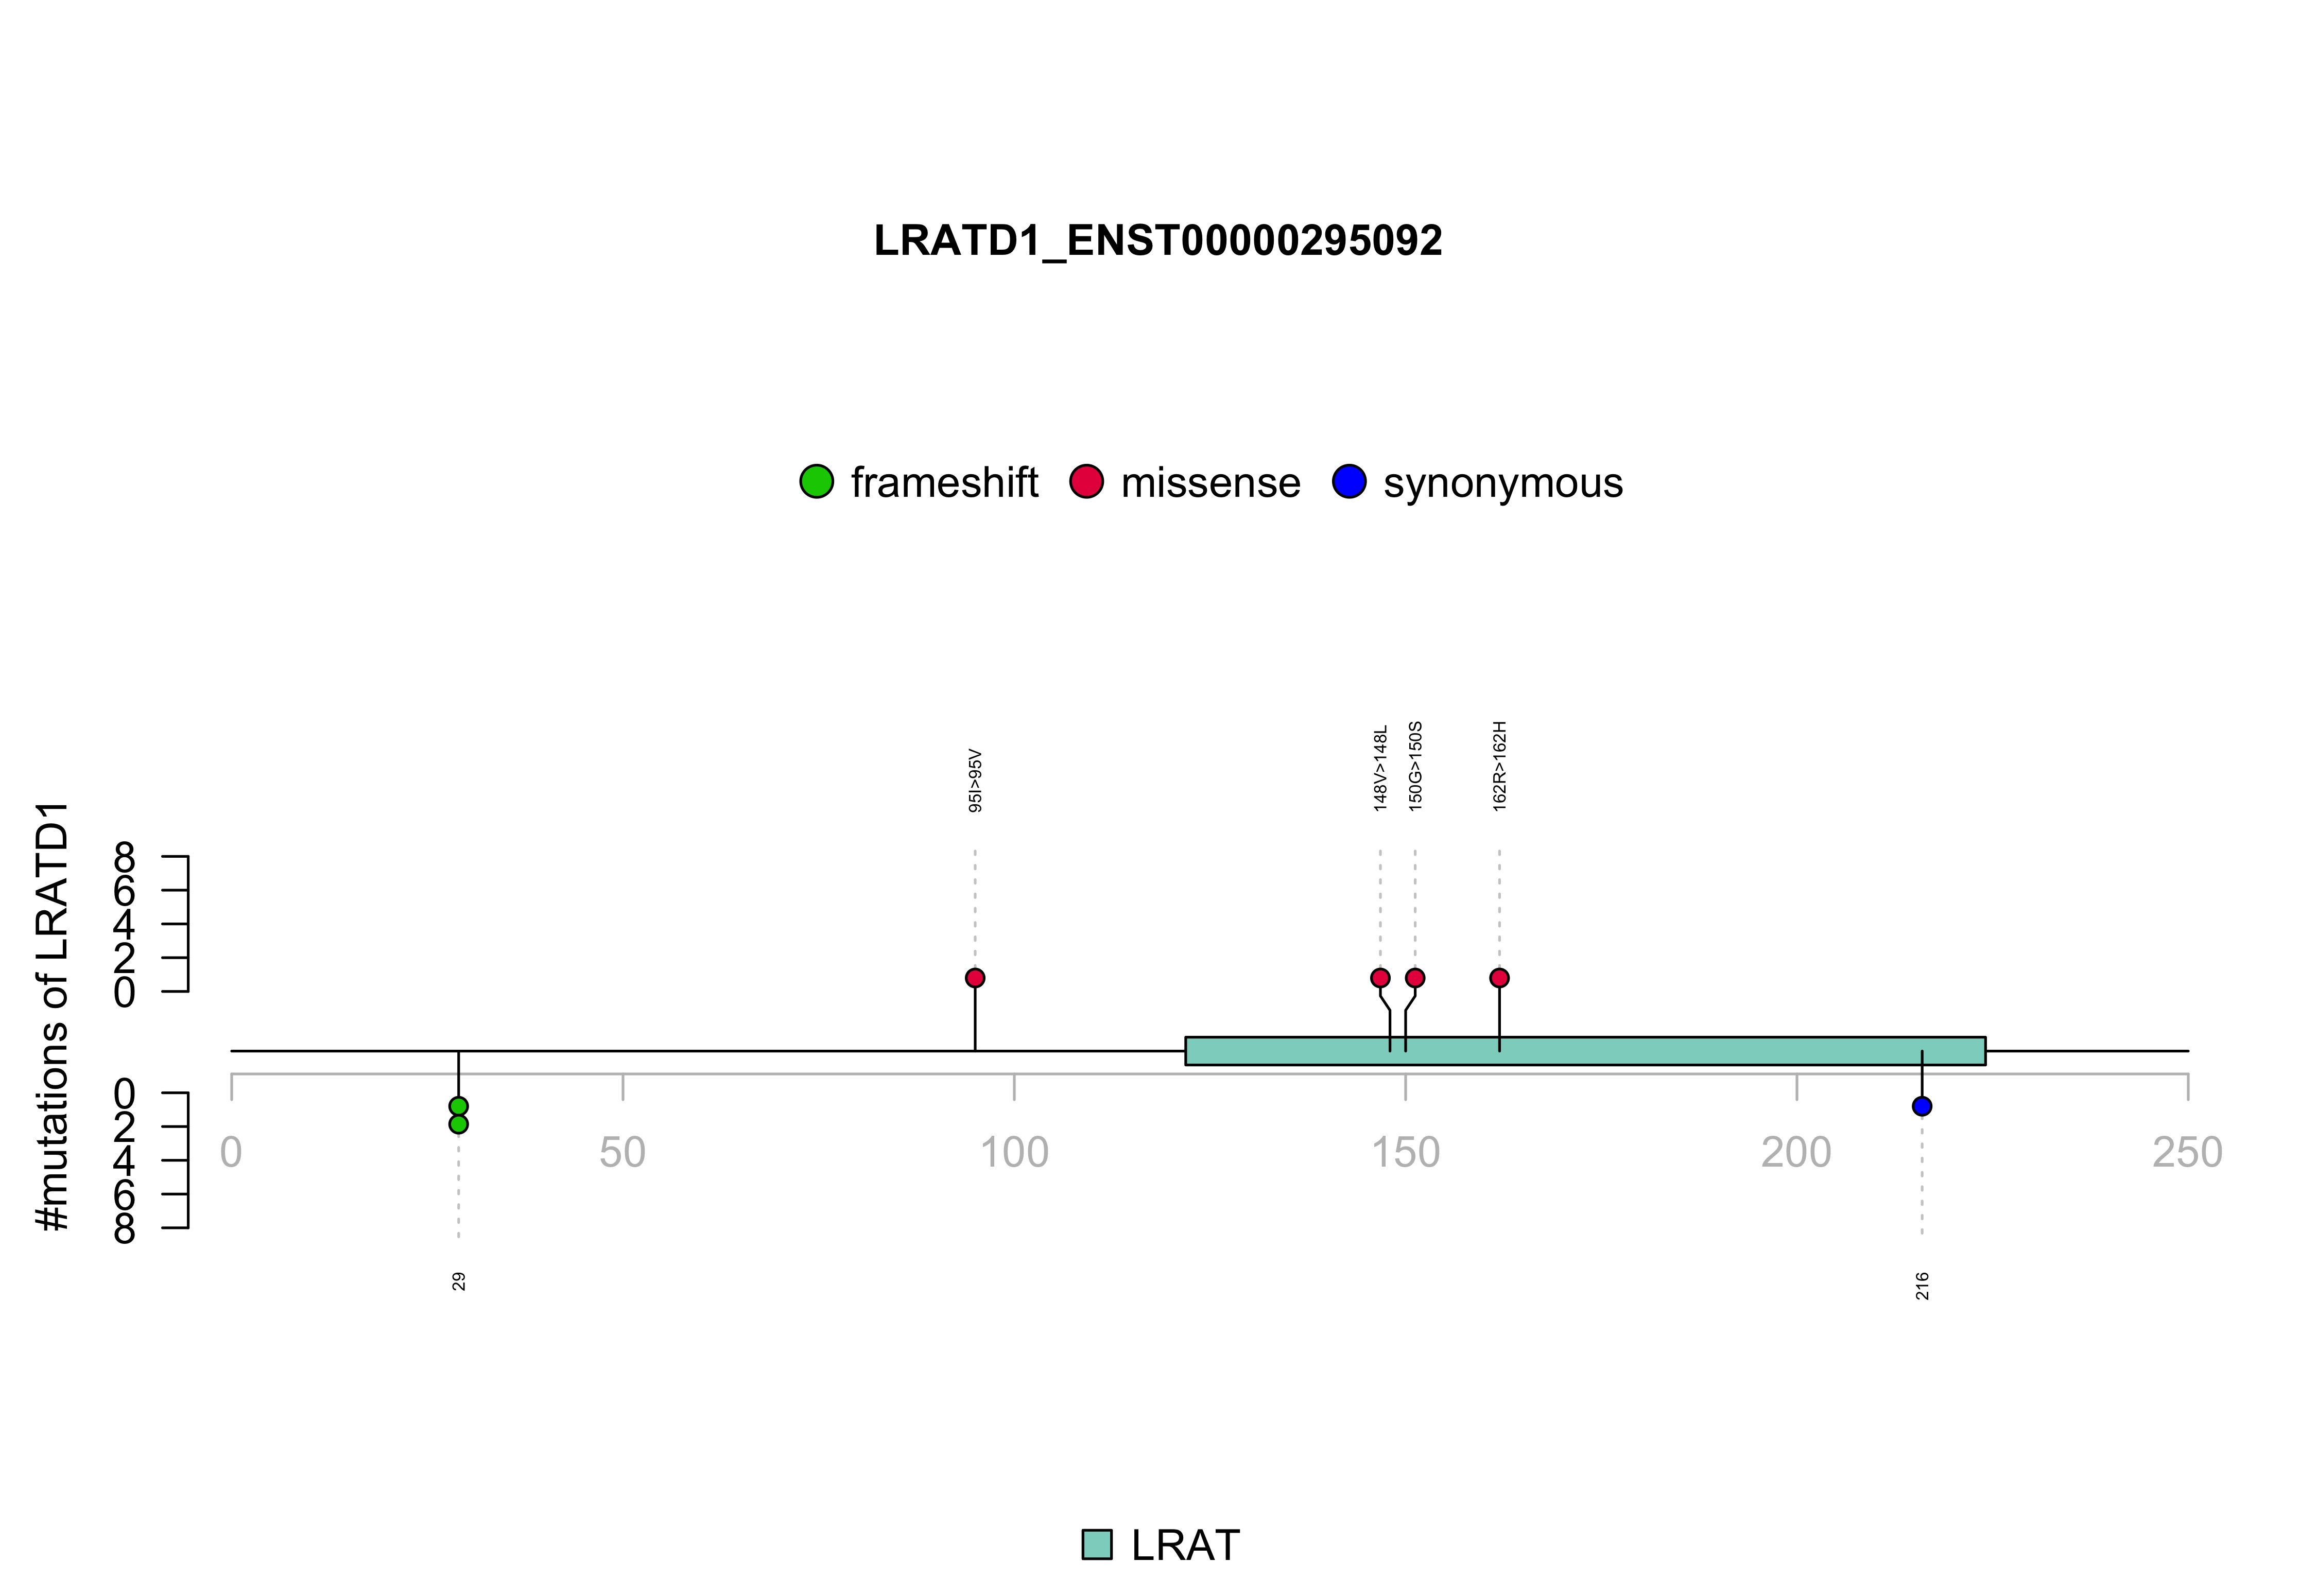 LRATD1_ENST00000295092
frameshift missense synonymous
95I>95V
148V>148L
150G>150S
162R>162H
#mutations of LRATD1
8
6
4
2
0
0
2
4
6
8
0 50 100 150 200 250
29
216
LRAT